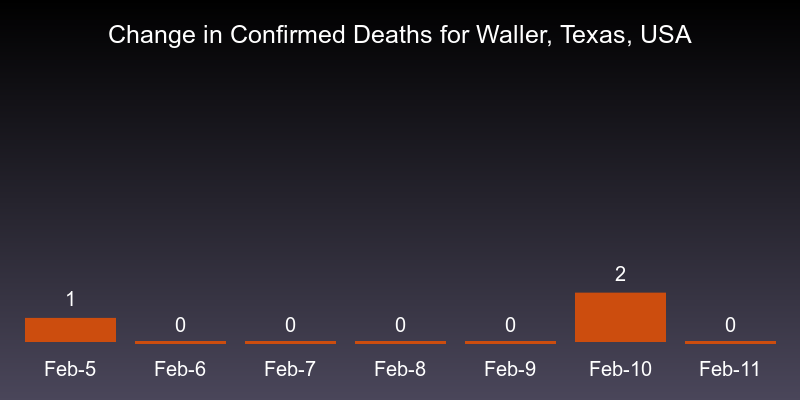 Change in Confirmed Deaths for Waller, Texas, USA
1 0 0 0 0 2 0
Feb-5 Feb-6 Feb-7 Feb-8 Feb-9 Feb-10 Feb-11